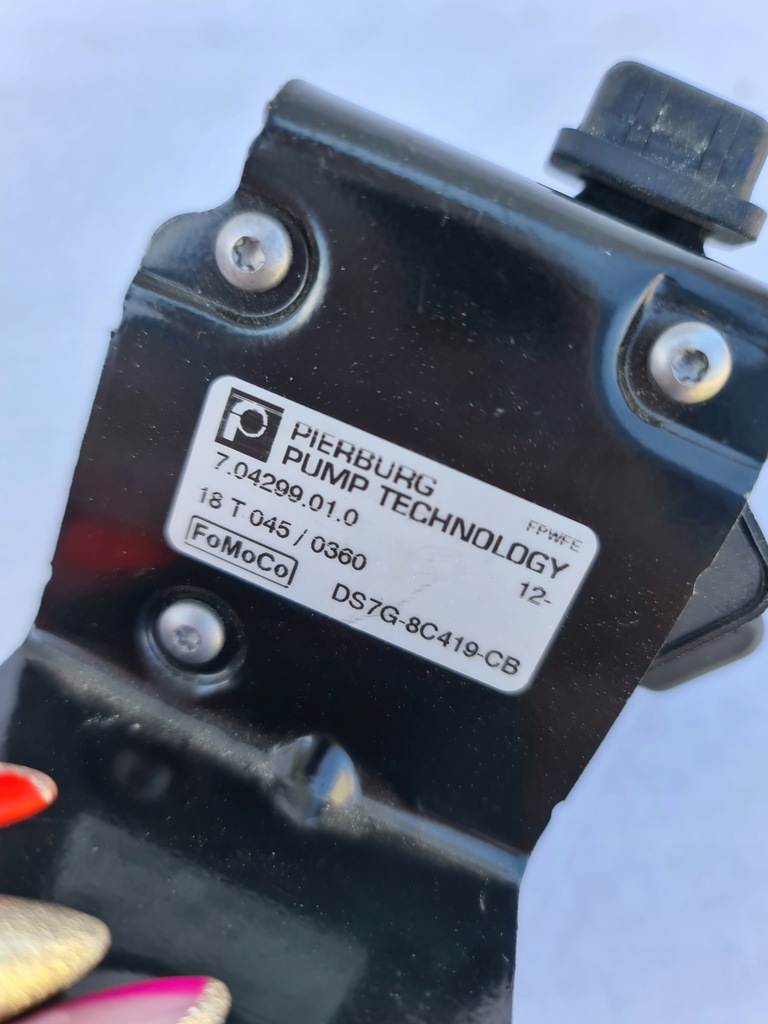 PIERBURG
PUMP TECHNOLOGY
7.04299.01.0
FPWFE
18 T 045 / 0360
12-
FoMoCo
DS7G-8C419-CB